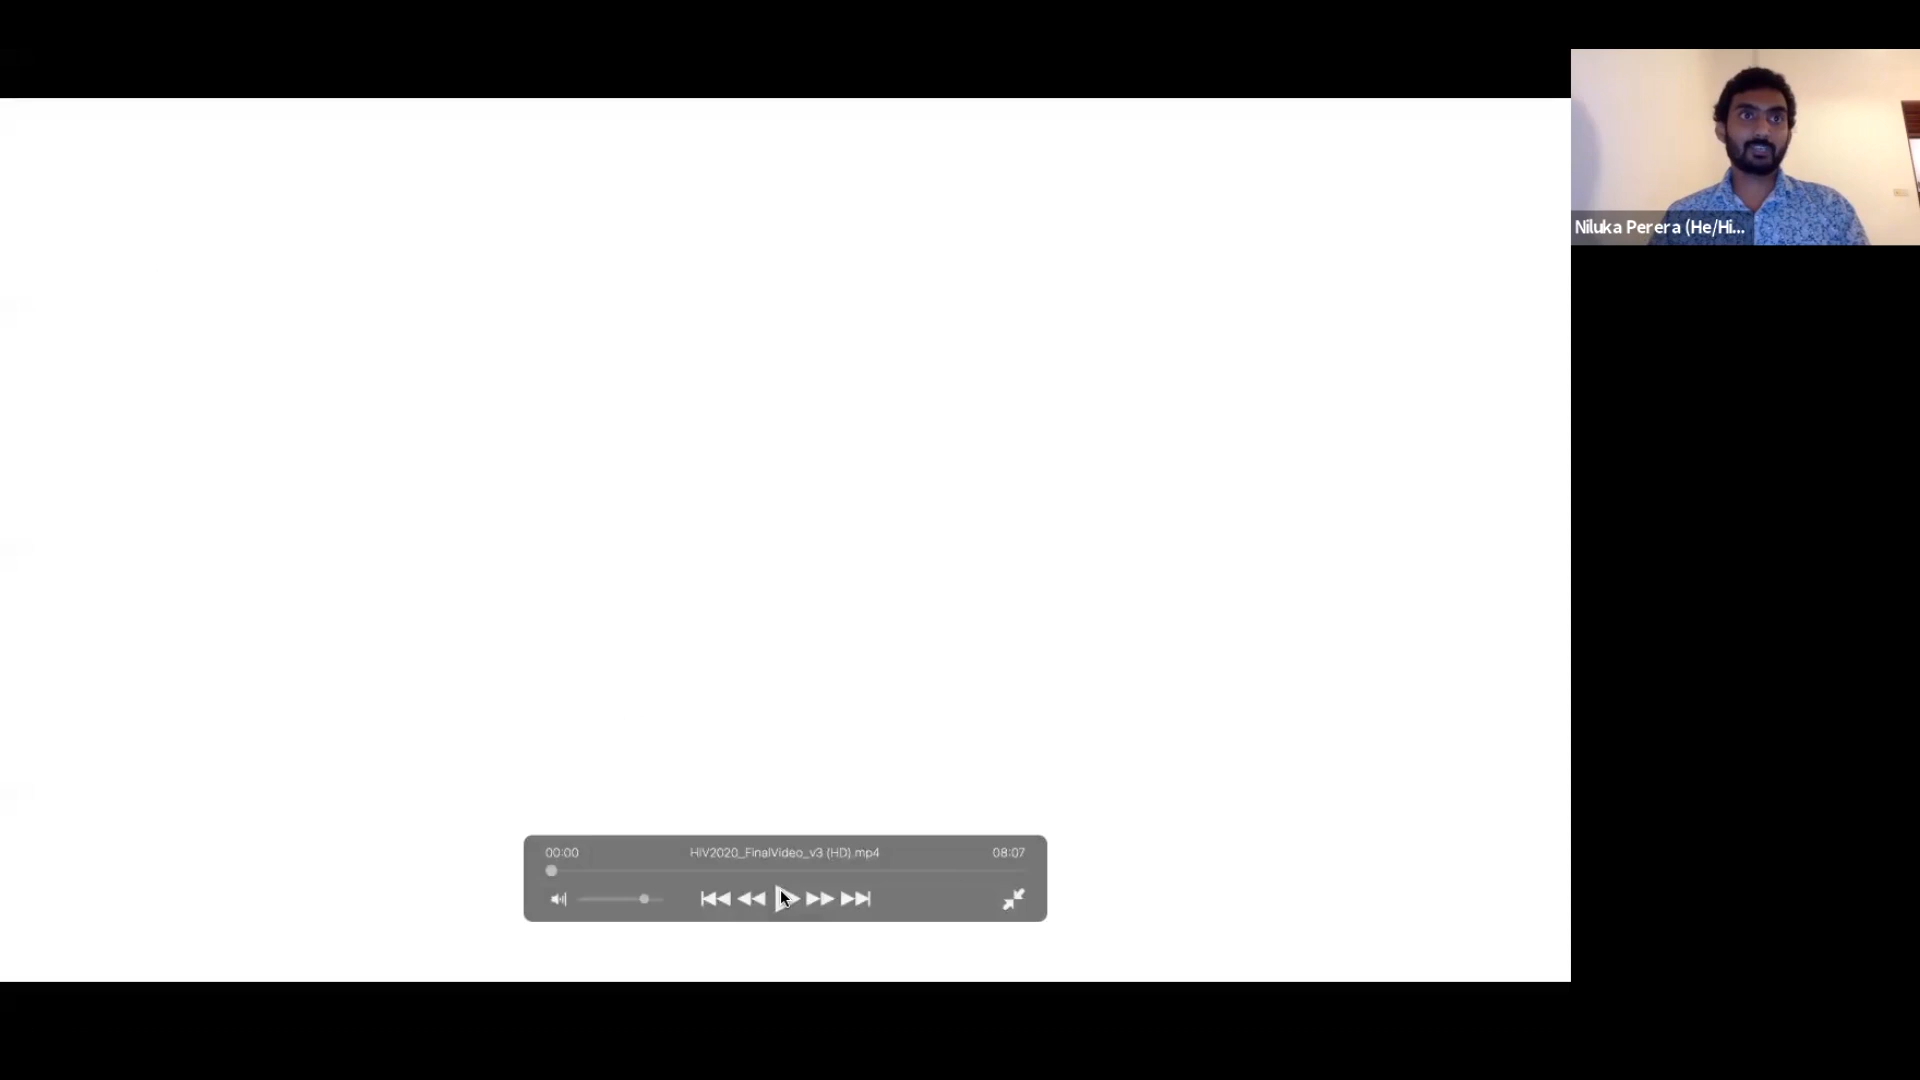 Niluka Perera (He/Hi...
00:00 HIV2020_FinalVideo_v3 (HD).mp4 08:07